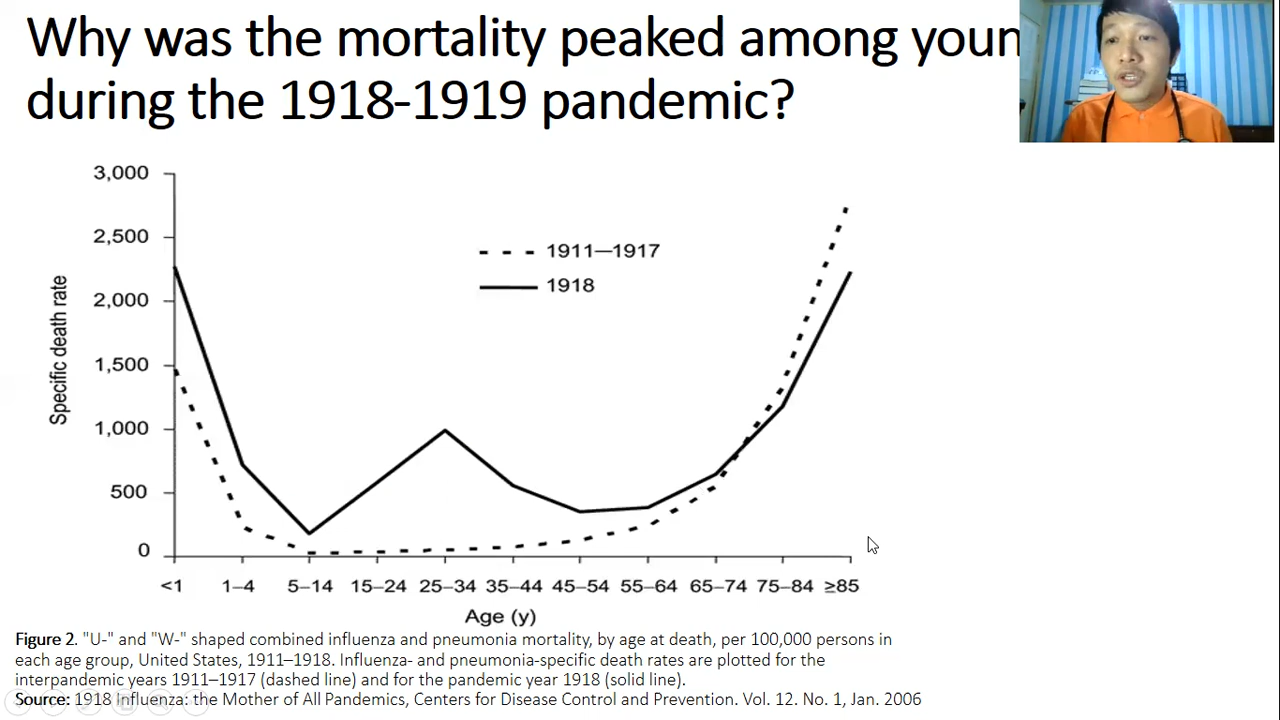 Why was the mortality peaked among youn
during the 1918-1919 pandemic?
3,000
2,500
2,000
1,500
1,000
500
0
Specific death rate
1911—1917
1918
<1 1–4 5–14 15–24 25–34 35–44 45–54 55–64 65–74 75–84 ≥85
Age (y)
Figure 2. "U-" and "W-" shaped combined influenza and pneumonia mortality, by age at death, per 100,000 persons in
each age group, United States, 1911–1918. Influenza- and pneumonia-specific death rates are plotted for the
interpandemic years 1911–1917 (dashed line) and for the pandemic year 1918 (solid line).
Source: 1918 Influenza: the Mother of All Pandemics, Centers for Disease Control and Prevention. Vol. 12. No. 1, Jan. 2006